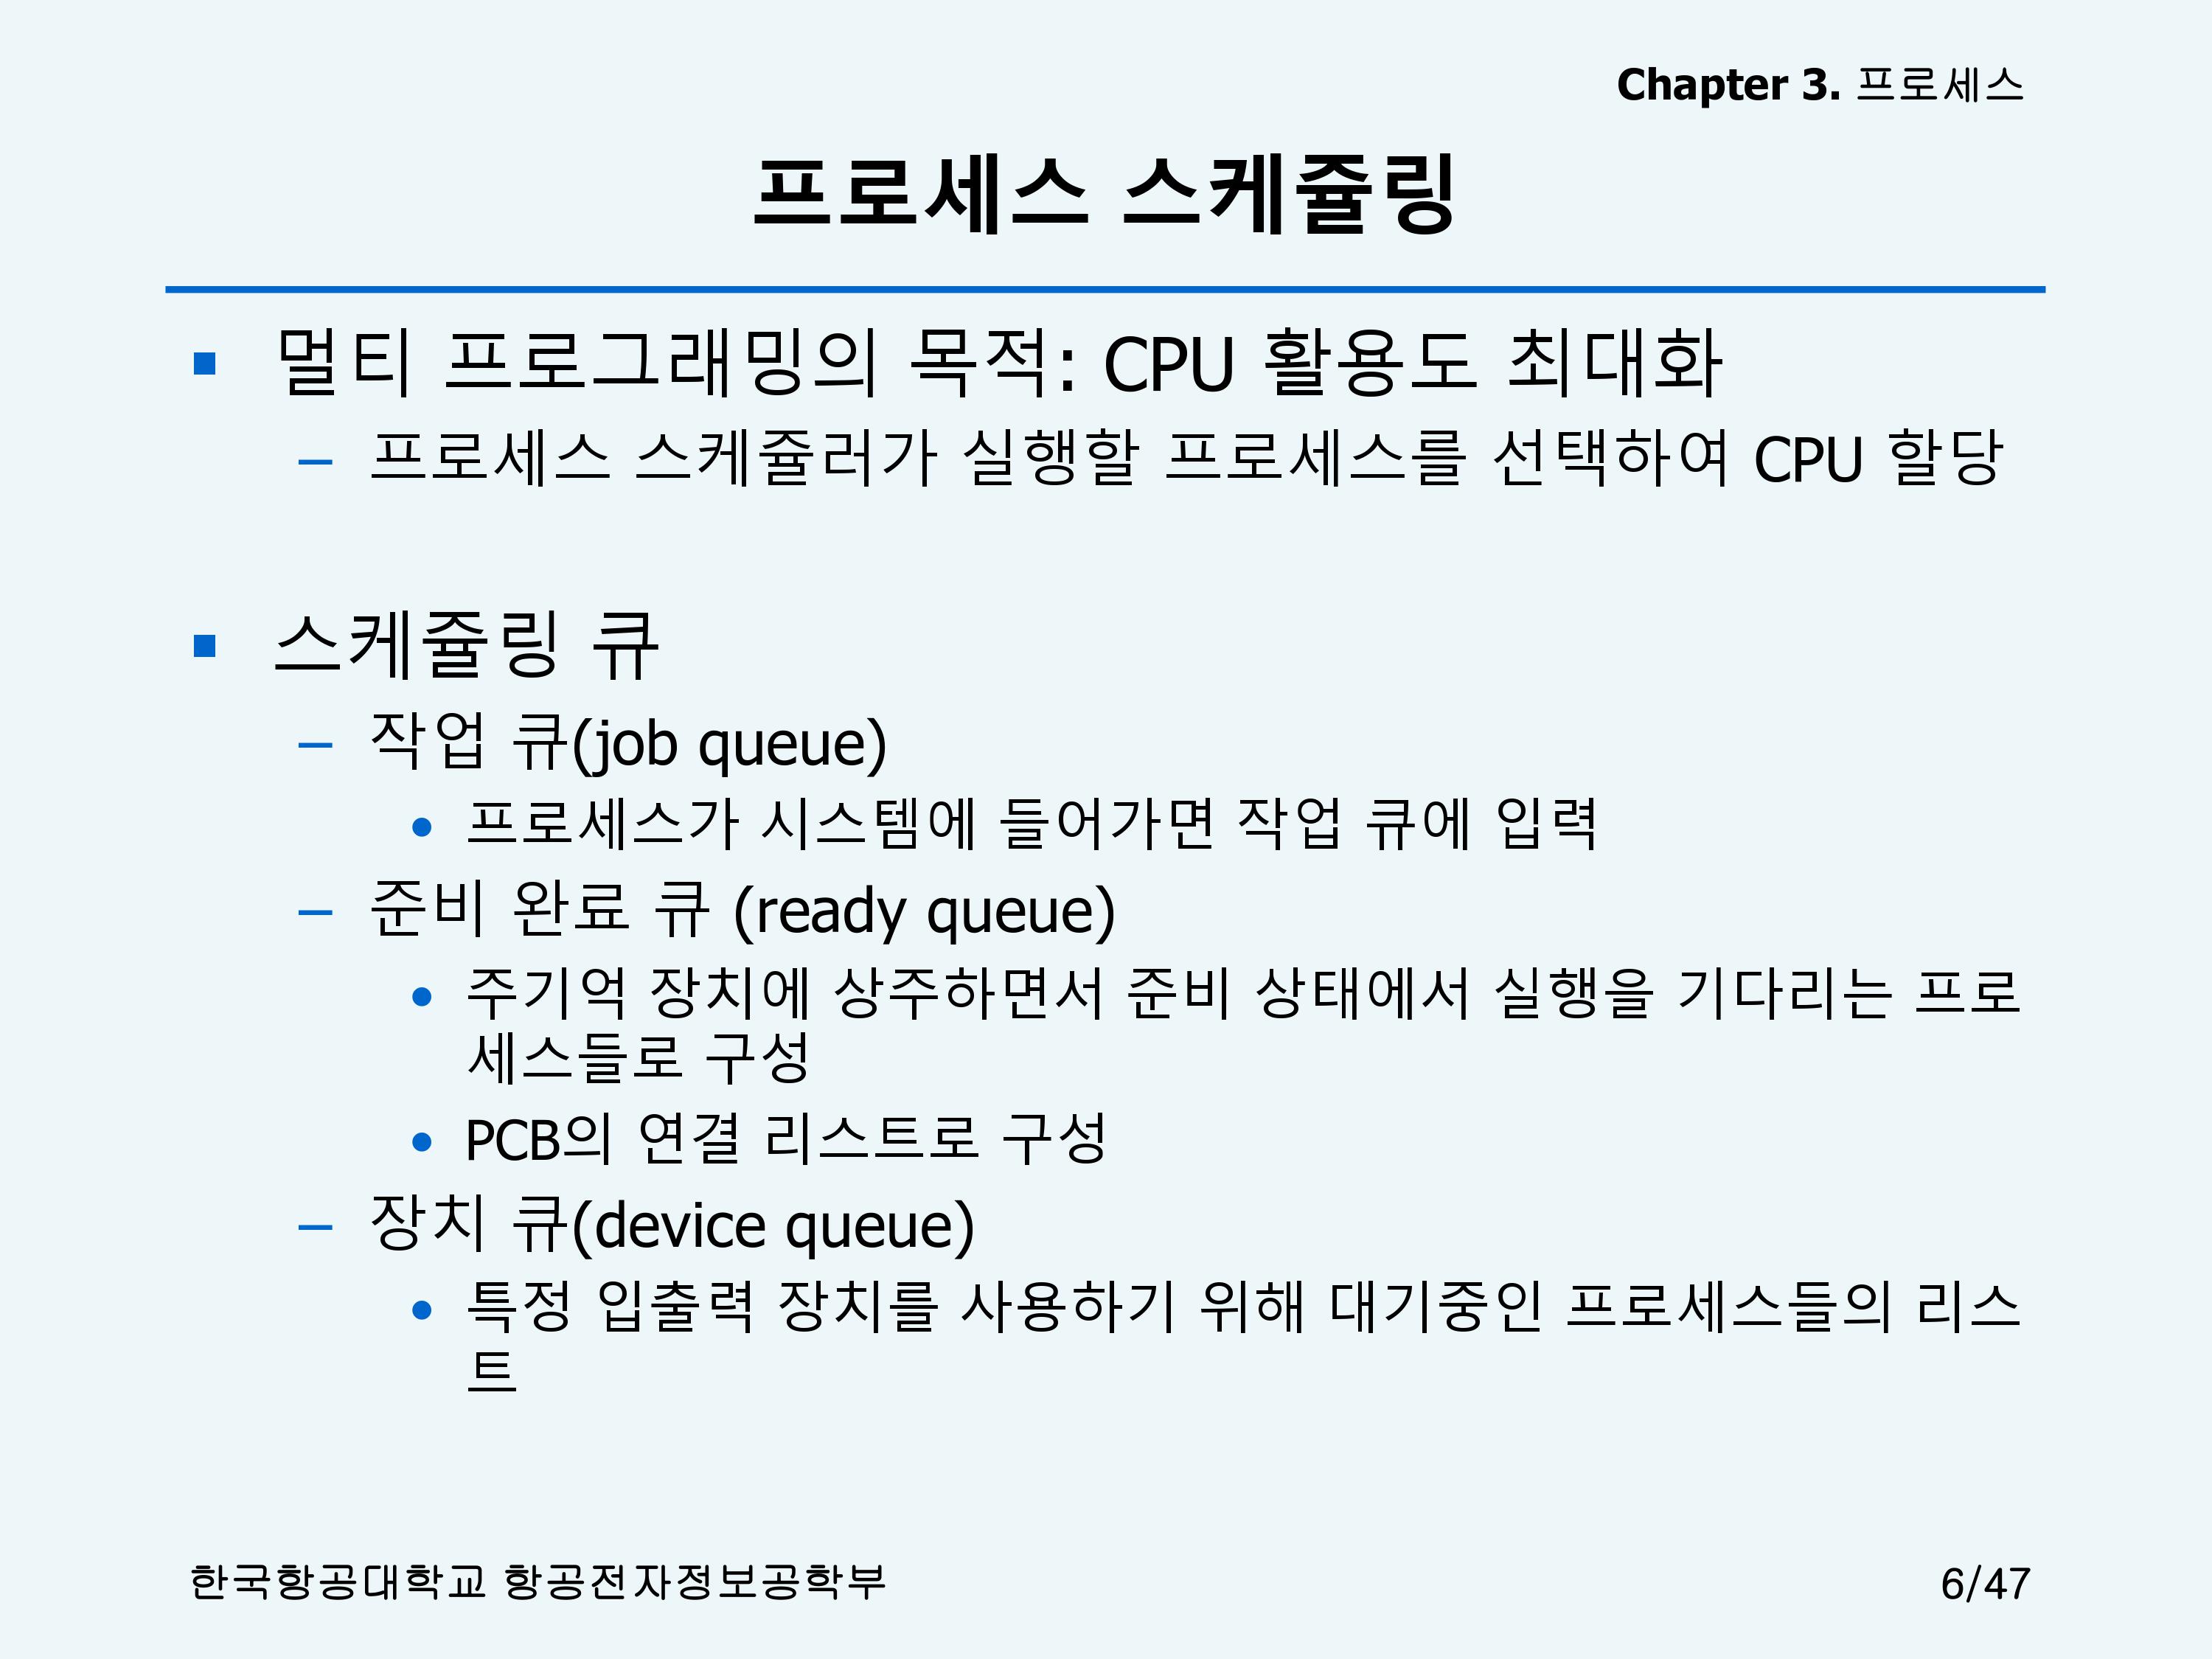 Chapter 3. 프로세스
프로세스 스케쥴링
▪ 멀티 프로그래밍의 목적: CPU 활용도 최대화
– 프로세스 스케쥴러가 실행할 프로세스를 선택하여 CPU 할당
▪ 스케쥴링 큐
– 작업 큐(job queue)
• 프로세스가 시스템에 들어가면 작업 큐에 입력
– 준비 완료 큐 (ready queue)
• 주기억 장치에 상주하면서 준비 상태에서 실행을 기다리는 프로
세스들로 구성
• PCB의 연결 리스트로 구성
– 장치 큐(device queue)
• 특정 입출력 장치를 사용하기 위해 대기중인 프로세스들의 리스
트
한국항공대학교 항공전자정보공학부
6/47